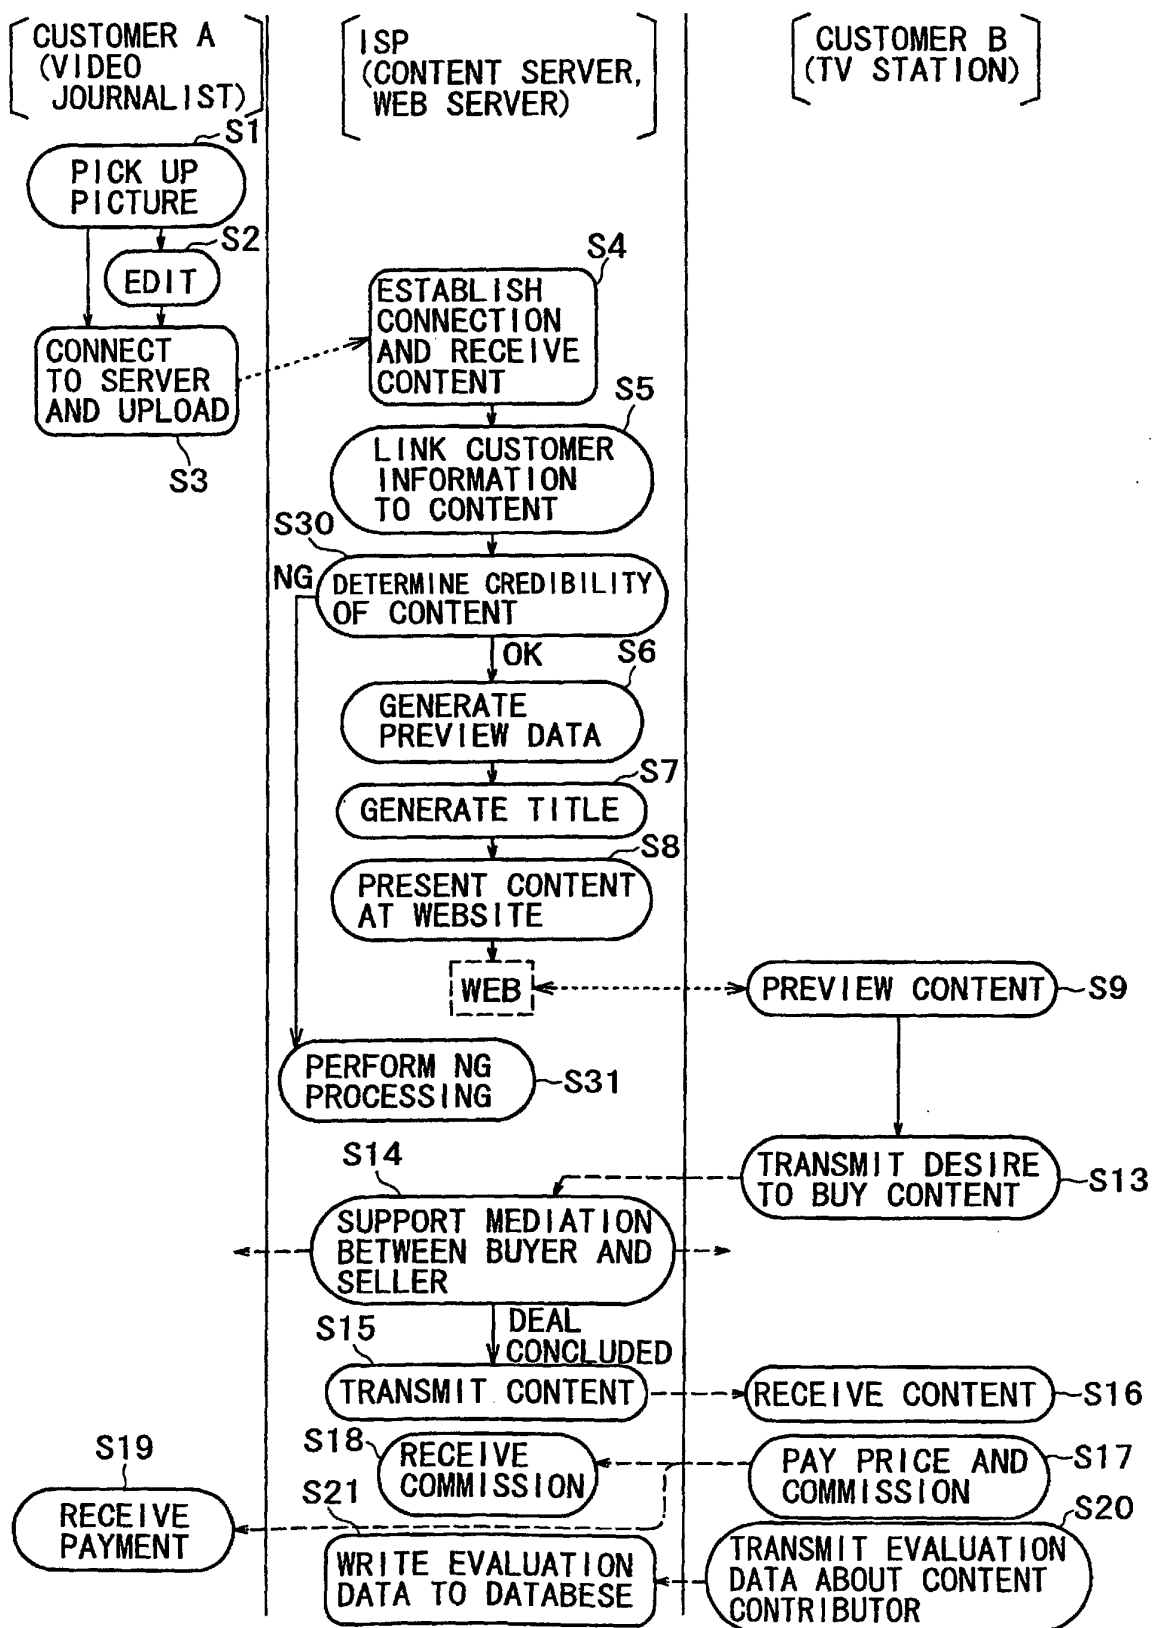 CUSTOMER A
(VIDEO
JOURNALIST)
ISP
(CONTENT SERVER,
WEB SERVER)
CUSTOMER B
(TV STATION)
S1
PICK UP
PICTURE
S2
EDIT
CONNECT
TO SERVER
AND UPLOAD
S3
S4
ESTABLISH
CONNECTION
AND RECEIVE
CONTENT
S5
LINK CUSTOMER
INFORMATION
TO CONTENT
S30
NG
DETERMINE CREDIBILITY
OF CONTENT
OK
S6
GENERATE
PREVIEW DATA
S7
GENERATE TITLE
S8
PRESENT CONTENT
AT WEBSITE
WEB
PREVIEW CONTENT
S9
PERFORM NG
PROCESSING
S31
TRANSMIT DESIRE
TO BUY CONTENT
S13
S14
SUPPORT MEDIATION
BETWEEN BUYER AND
SELLER
DEAL
CONCLUDED
S15
TRANSMIT CONTENT
RECEIVE CONTENT
S16
S18
RECEIVE
COMMISSION
PAY PRICE AND
COMMISSION
S17
S19
RECEIVE
PAYMENT
S21
WRITE EVALUATION
DATA TO DATABESE
S20
TRANSMIT EVALUATION
DATA ABOUT CONTENT
CONTRIBUTOR